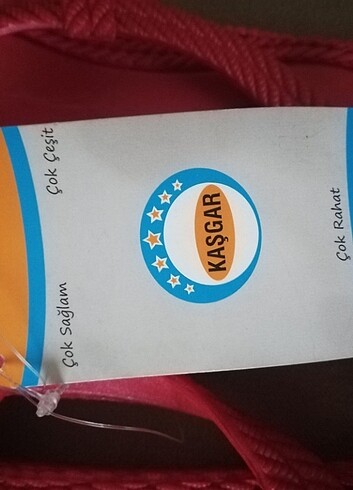 Çok Çeşit
Çok Sağlam
KAŞGAR
Çok Rahat